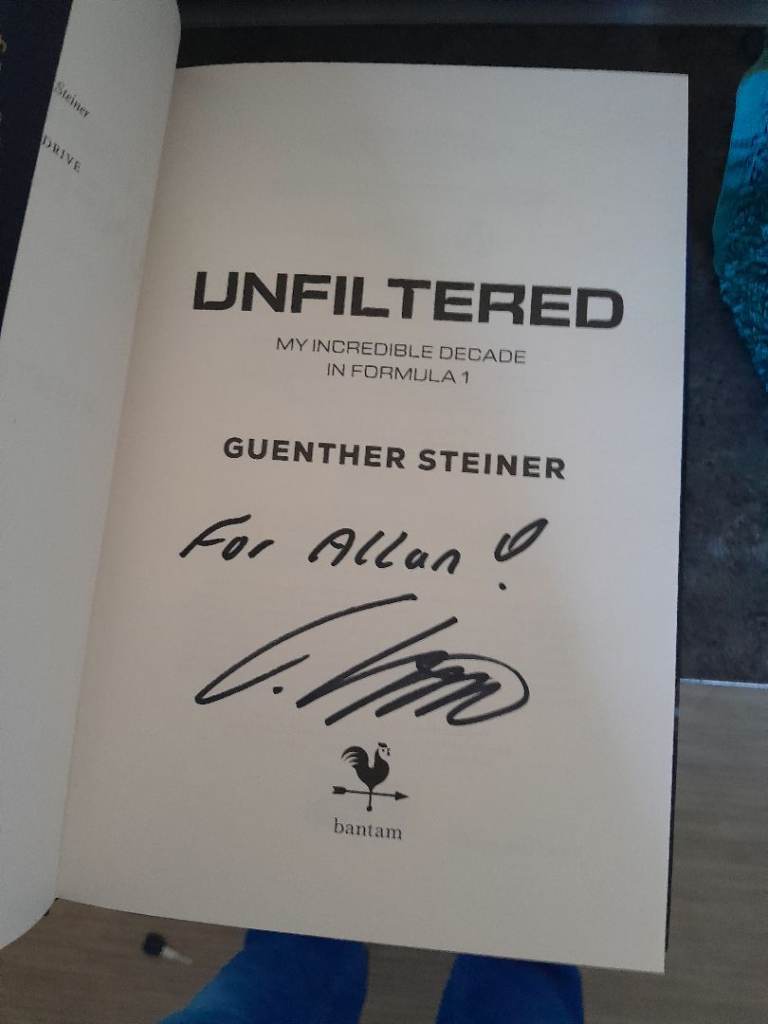 Steiner
DRIVE
UNFILTERED
MY INCREDIBLE DECADE
IN FORMULA 1
GUENTHER STEINER
For Allan!
bantam